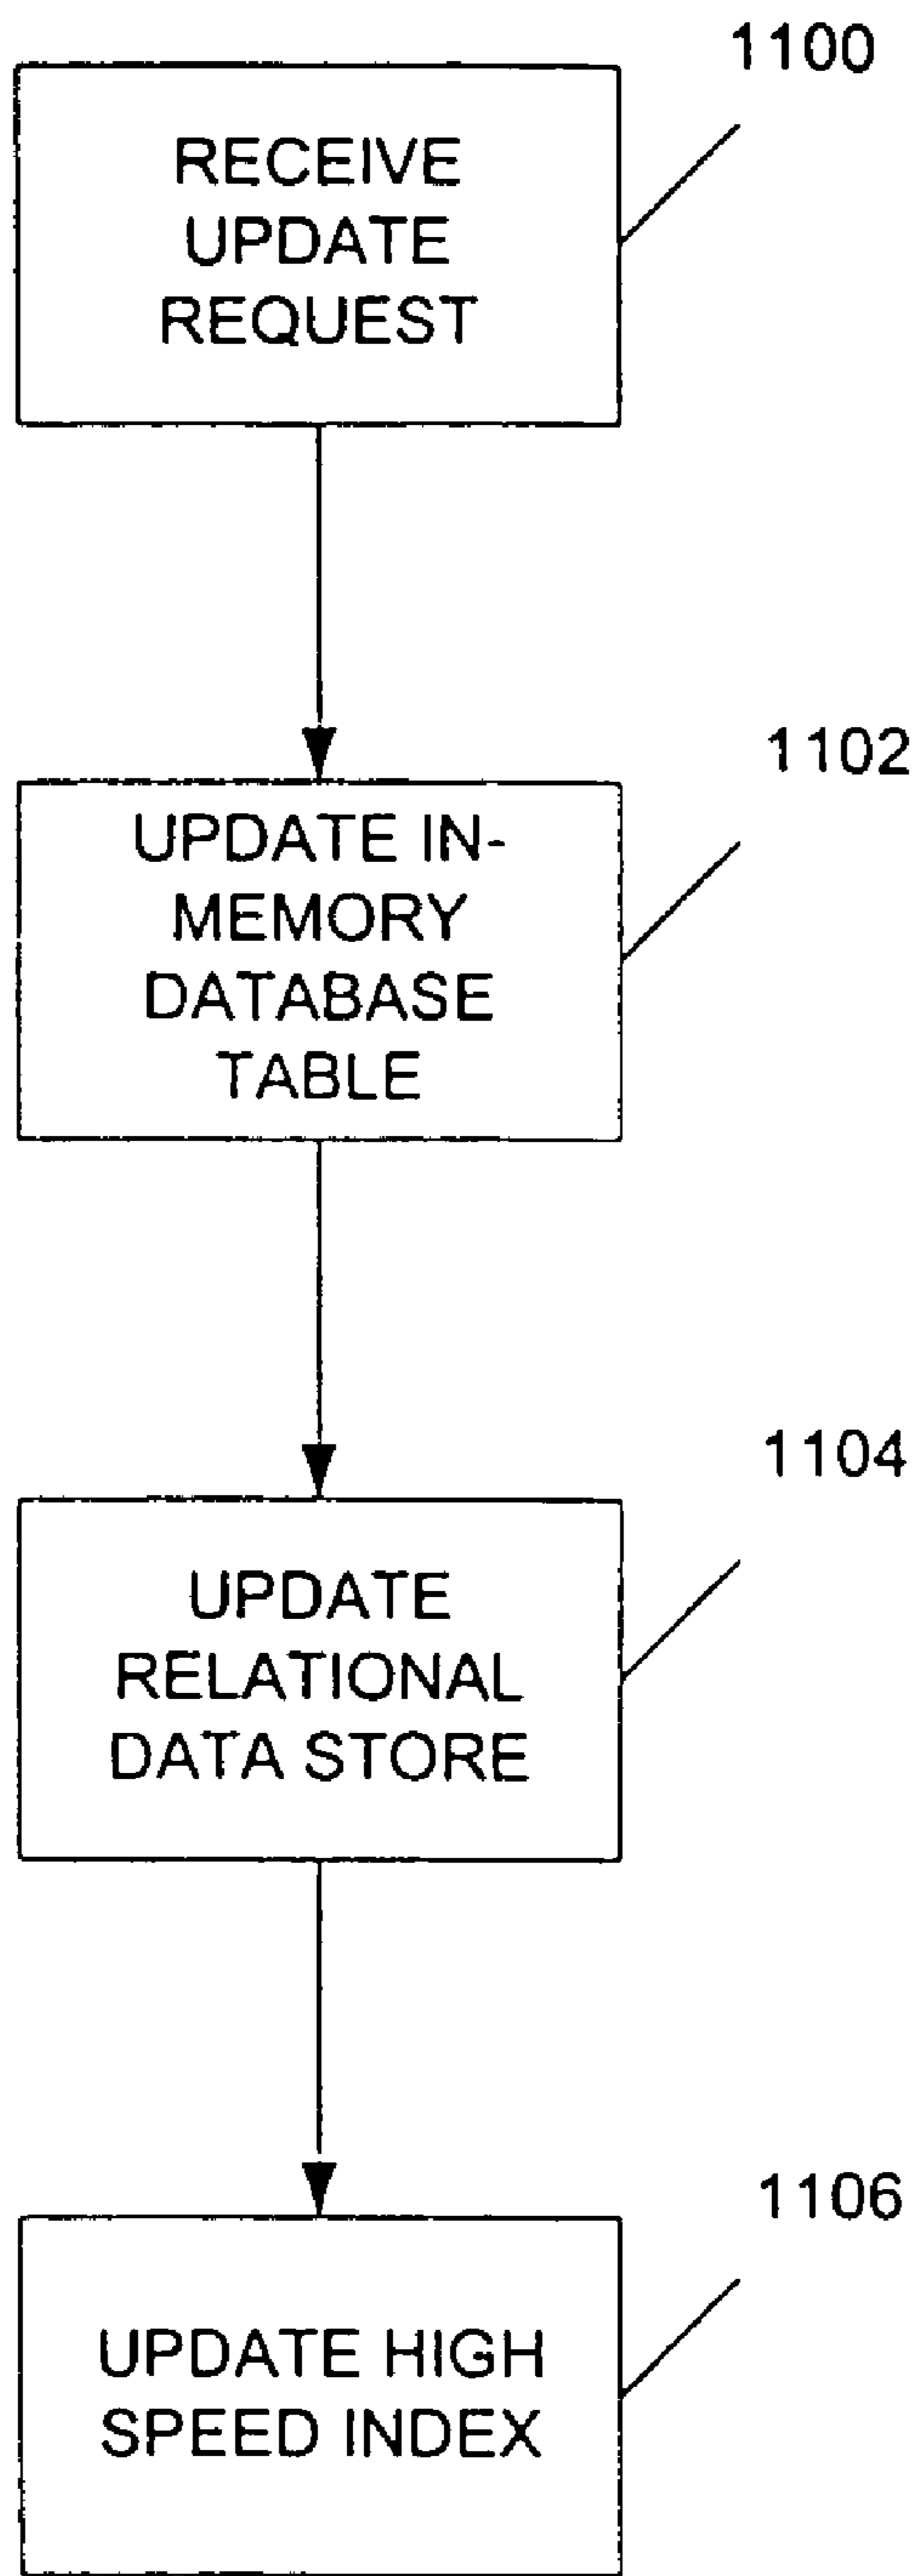 1100
RECEIVE
UPDATE
REQUEST
1102
UPDATE IN-
MEMORY
DATABASE
TABLE
1104
UPDATE
RELATIONAL
DATA STORE
1106
UPDATE HIGH
SPEED INDEX